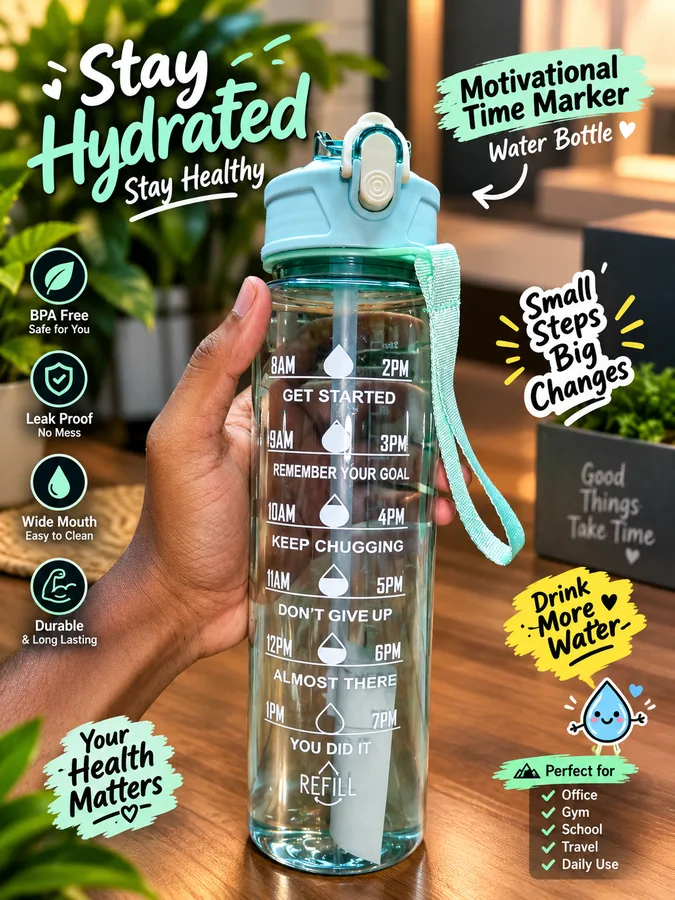 Stay
Hydrated
Stay Healthy
Motivational
Time Marker
Water Bottle
BPA Free
Safe for You
Leak Proof
No Mess
Wide Mouth
Easy to Clean
Durable
& Long Lasting
8AM 2PM
GET STARTED
9AM 3PM
REMEMBER YOUR GOAL
10AM 4PM
KEEP CHUGGING
11AM 5PM
DON'T GIVE UP
12PM 6PM
ALMOST THERE
1PM 7PM
YOU DID IT
REFILL
Small
Steps
Big
Changes
Good
Things
Take Time
Drink
More
Water
Your
Health
Matters
Perfect for
Office
Gym
School
Travel
Daily Use